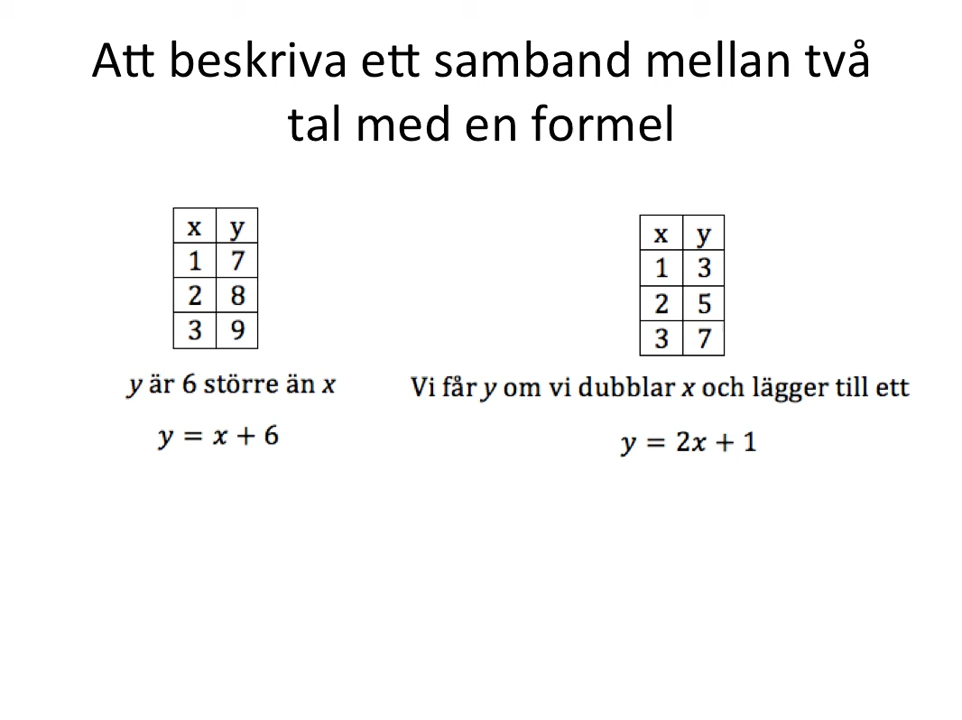 Att beskriva ett samband mellan två
tal med en formel
x y
1 7
2 8
3 9
y är 6 större än x
y = x + 6
x y
1 3
2 5
3 7
Vi får y om vi dubblar x och lägger till ett
y = 2x + 1